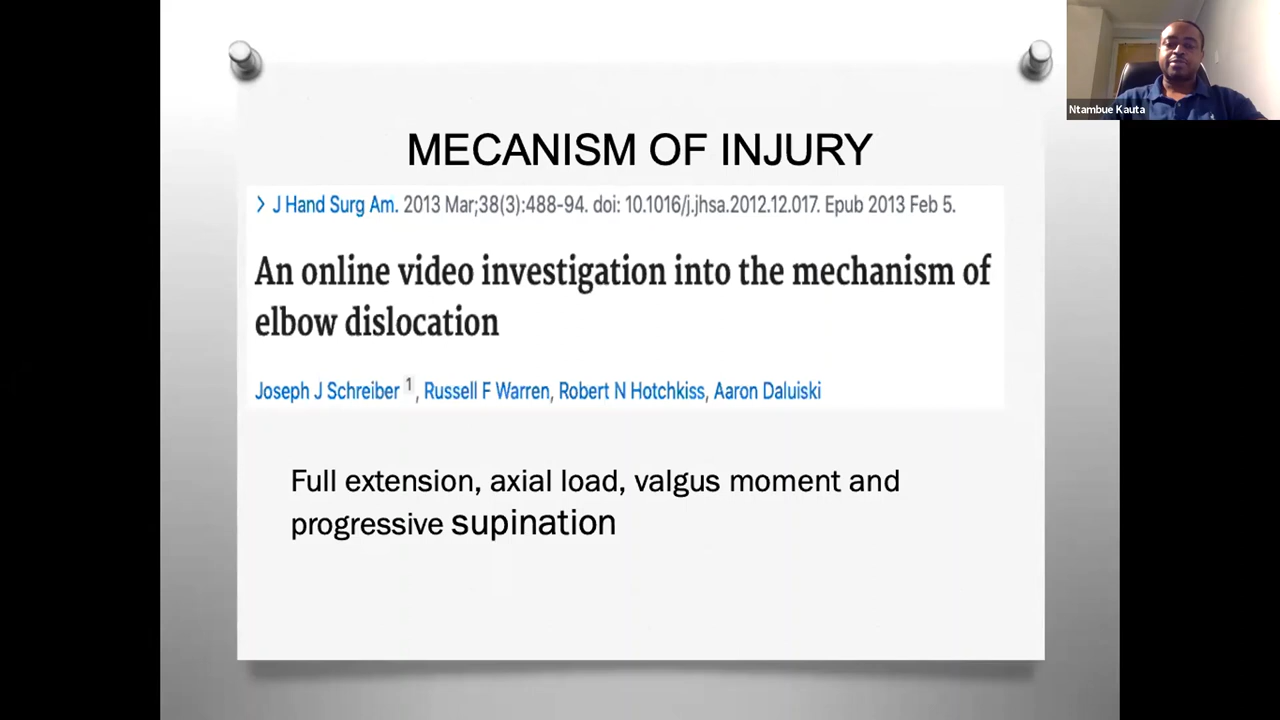 MECANISM OF INJURY
> J Hand Surg Am. 2013 Mar;38(3):488-94. doi: 10.1016/j.jhsa.2012.12.017. Epub 2013 Feb 5.
An online video investigation into the mechanism of
elbow dislocation
Joseph J Schreiber 1, Russell F Warren, Robert N Hotchkiss, Aaron Daluiski
Full extension, axial load, valgus moment and
progressive supination
Ntambue Kauta